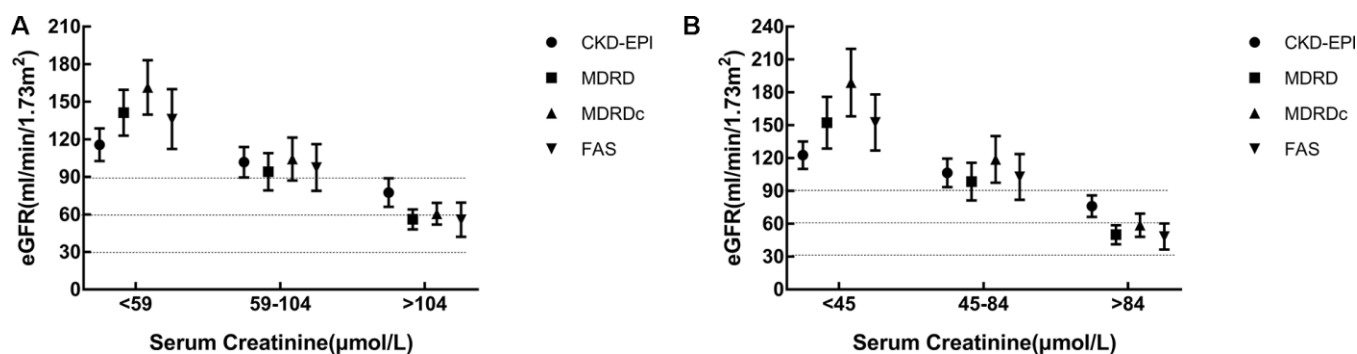 A
eGFR(ml/min/1.73m²)
210
180
150
120
90
60
30
0
<59
59-104
>104
Serum Creatinine(µmol/L)
CKD-EPI
MDRD
MDRDc
FAS
B
eGFR(ml/min/1.73m²)
240
210
180
150
120
90
60
30
0
<45
45-84
>84
Serum Creatinine(µmol/L)
CKD-EPI
MDRD
MDRDc
FAS